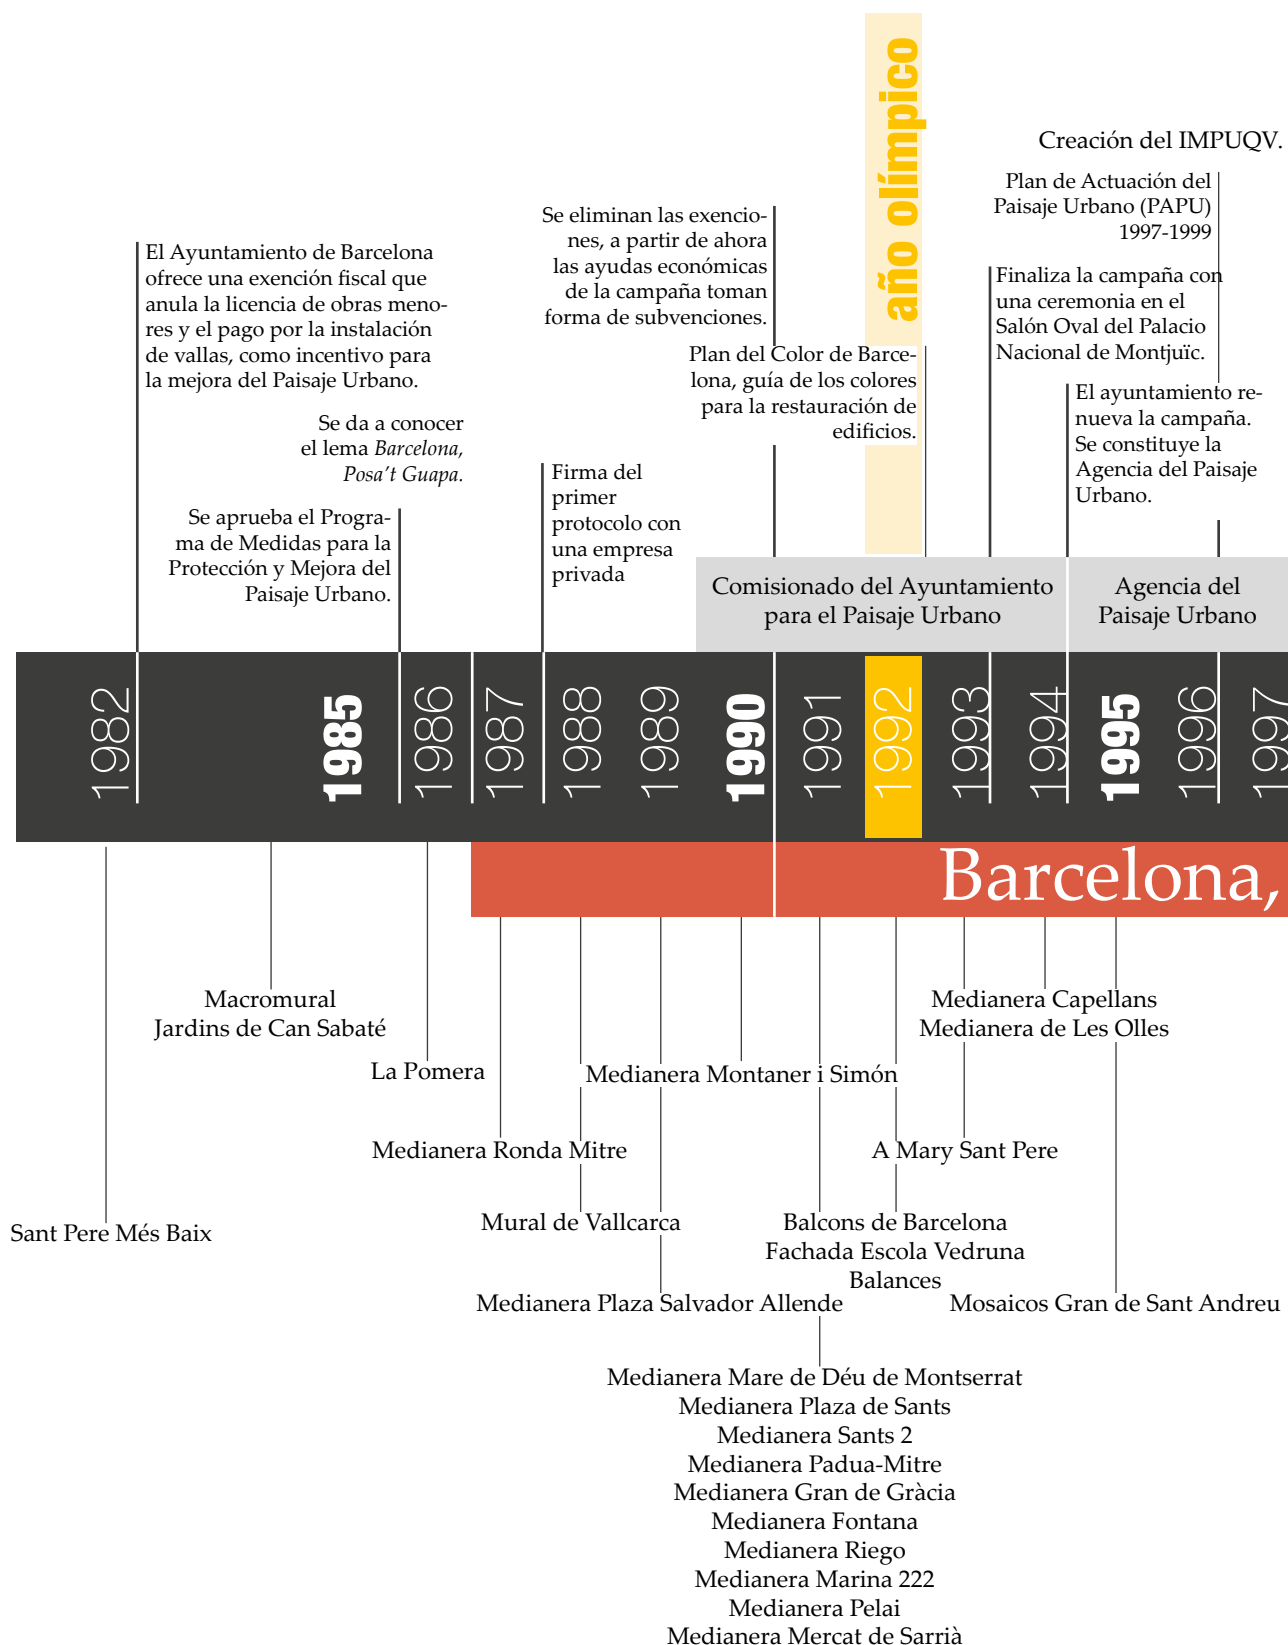 año olímpico
Creación del IMPUQV.
Plan de Actuación del
Paisaje Urbano (PAPU)
1997-1999
Se eliminan las exencio-
nes, a partir de ahora
las ayudas económicas
de la campaña toman
forma de subvenciones.
El Ayuntamiento de Barcelona
ofrece una exención fiscal que
anula la licencia de obras meno-
res y el pago por la instalación
de vallas, como incentivo para
la mejora del Paisaje Urbano.
Finaliza la campaña con
una ceremonia en el
Salón Oval del Palacio
Nacional de Montjuïc.
Plan del Color de Barce-
lona, guía de los colores
para la restauración de
edificios.
El ayuntamiento re-
nueva la campaña.
Se constituye la
Agencia del Paisaje
Urbano.
Se da a conocer
el lema Barcelona,
Posa't Guapa.
Firma del
primer
protocolo con
una empresa
privada
Se aprueba el Progra-
ma de Medidas para la
Protección y Mejora del
Paisaje Urbano.
Comisionado del Ayuntamiento
para el Paisaje Urbano
Agencia del
Paisaje Urbano
1982
1985
1986
1987
1988
1989
1990
1991
1992
1993
1994
1995
1996
1997
Barcelona,
Macromural
Jardins de Can Sabaté
Medianera Capellans
Medianera de Les Olles
La Pomera
Medianera Montaner i Simón
Medianera Ronda Mitre
A Mary Sant Pere
Sant Pere Més Baix
Mural de Vallcarca
Balcons de Barcelona
Fachada Escola Vedruna
Balances
Medianera Plaza Salvador Allende
Mosaicos Gran de Sant Andreu
Medianera Mare de Déu de Montserrat
Medianera Plaza de Sants
Medianera Sants 2
Medianera Padua-Mitre
Medianera Gran de Gràcia
Medianera Fontana
Medianera Riego
Medianera Marina 222
Medianera Pelai
Medianera Mercat de Sarrià